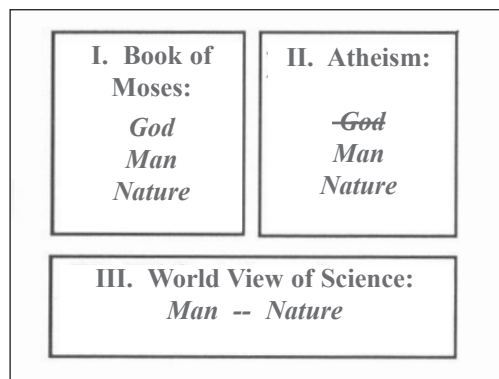 I. Book of
Moses:
God
Man
Nature
II. Atheism:
God
Man
Nature
III. World View of Science:
Man -- Nature